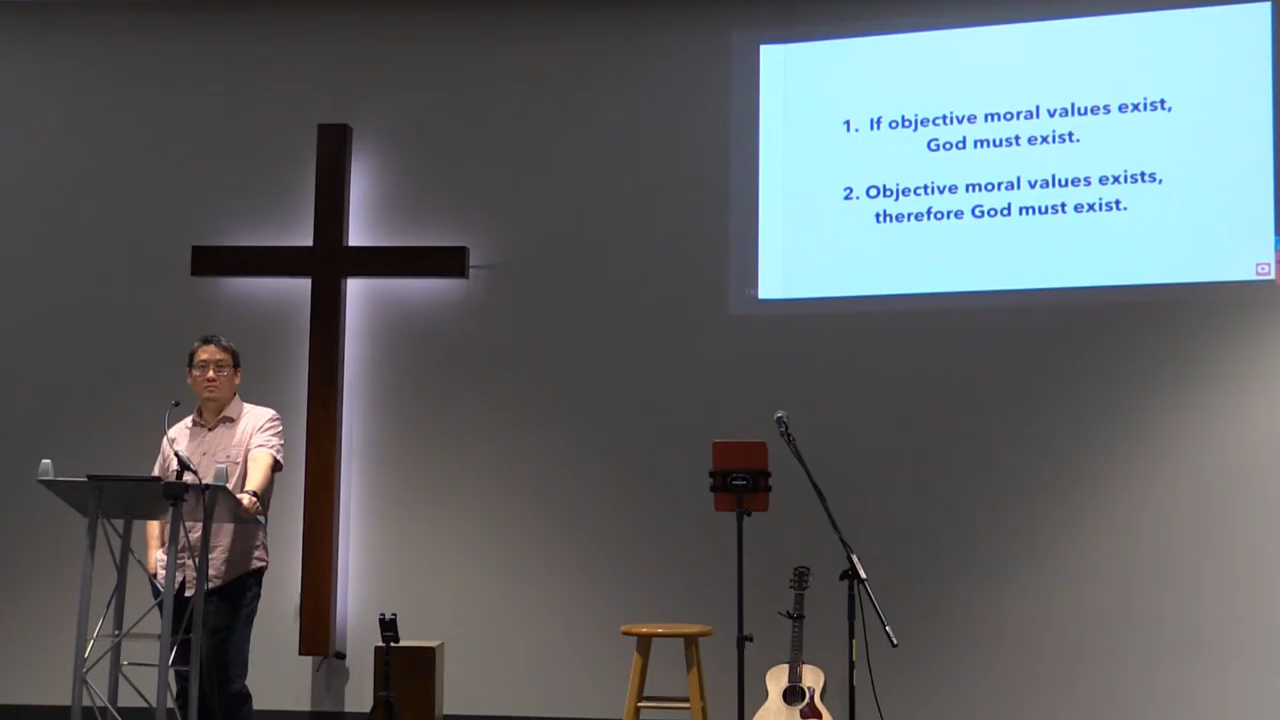 1. If objective moral values exist,
God must exist.
2. Objective moral values exists,
therefore God must exist.